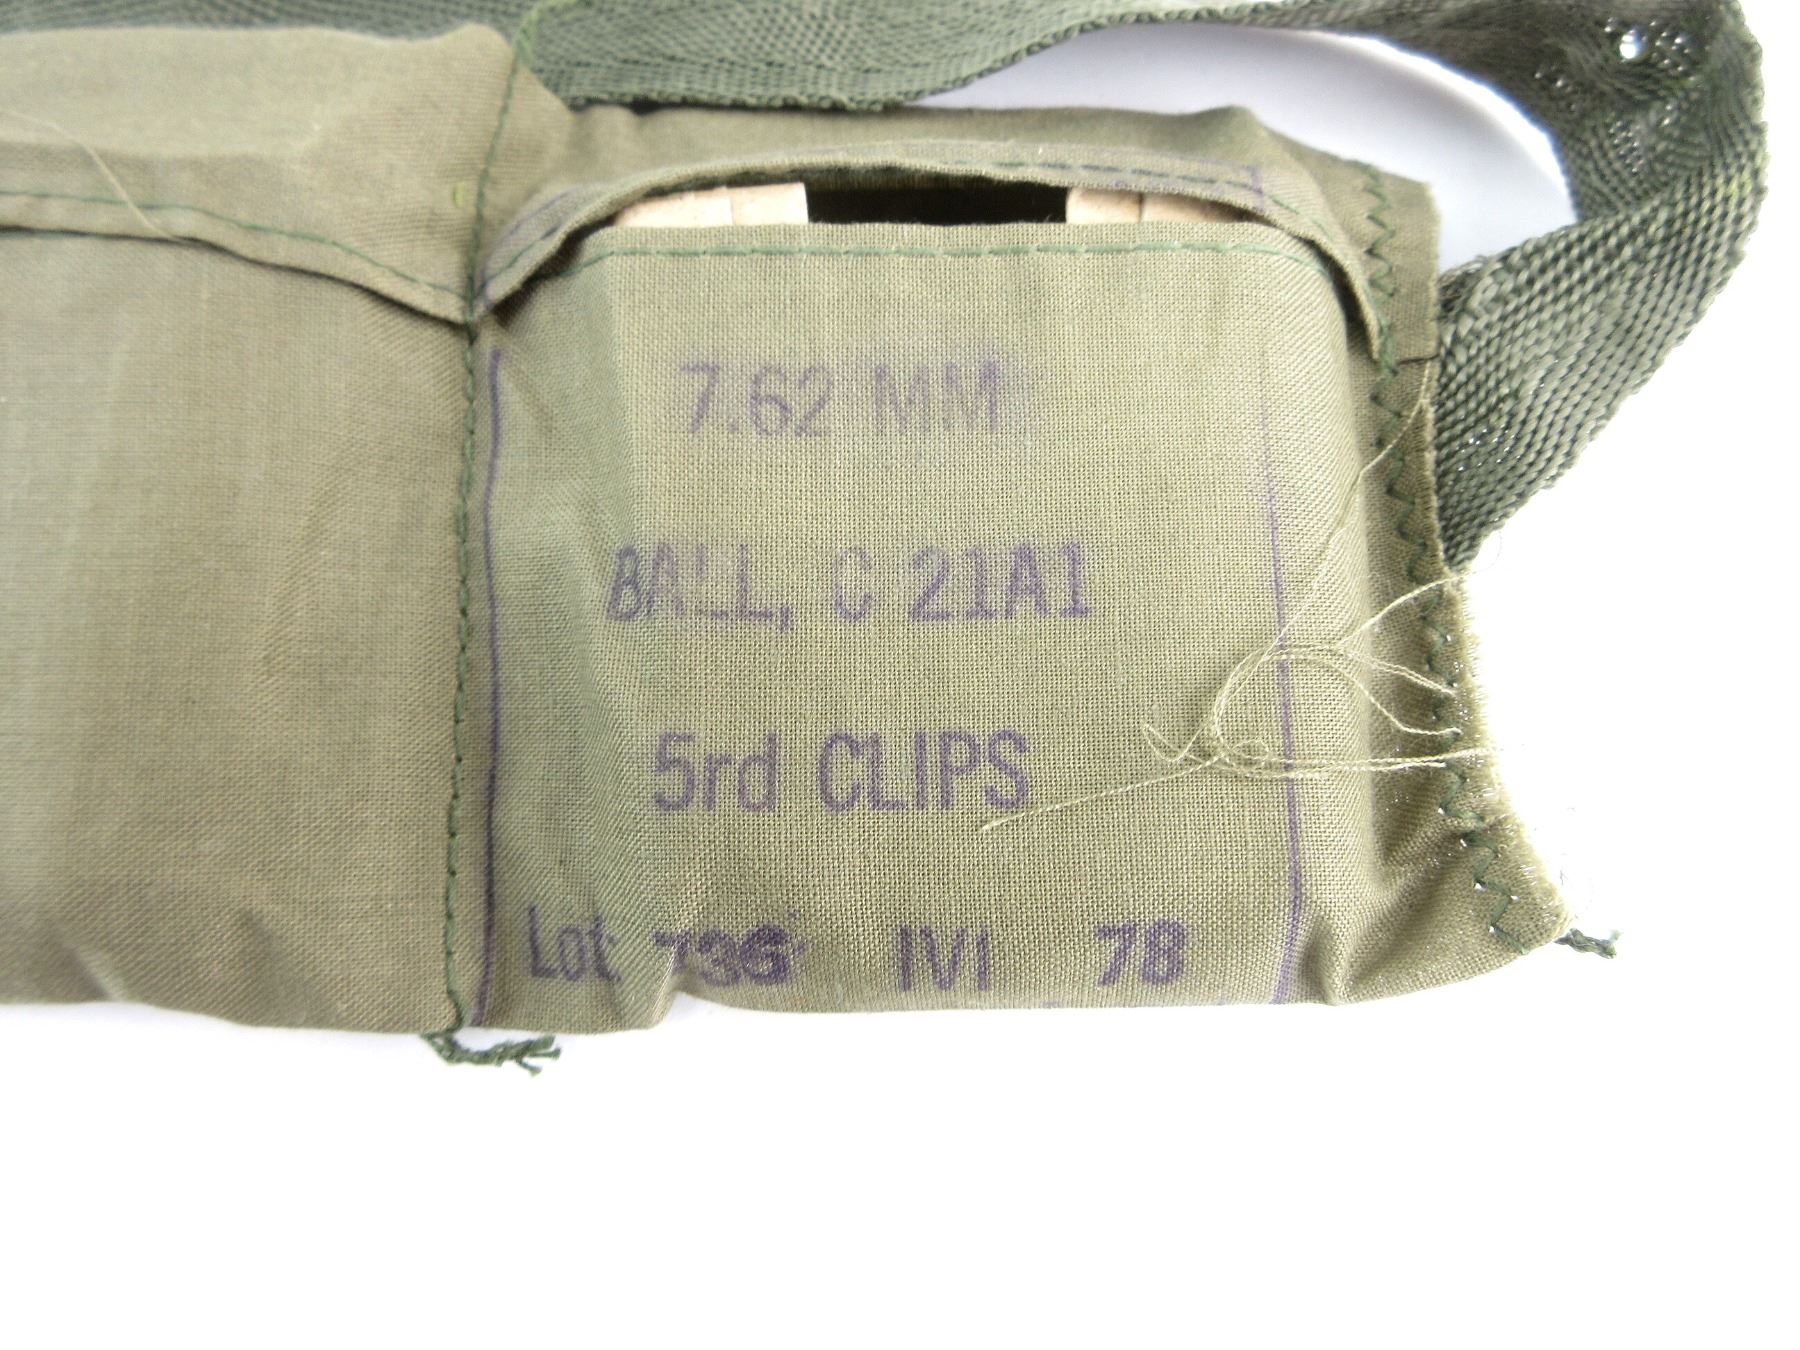 7.62 MM
BALL, C 21A1
5rd CLIPS
Lot 736 IVI 78